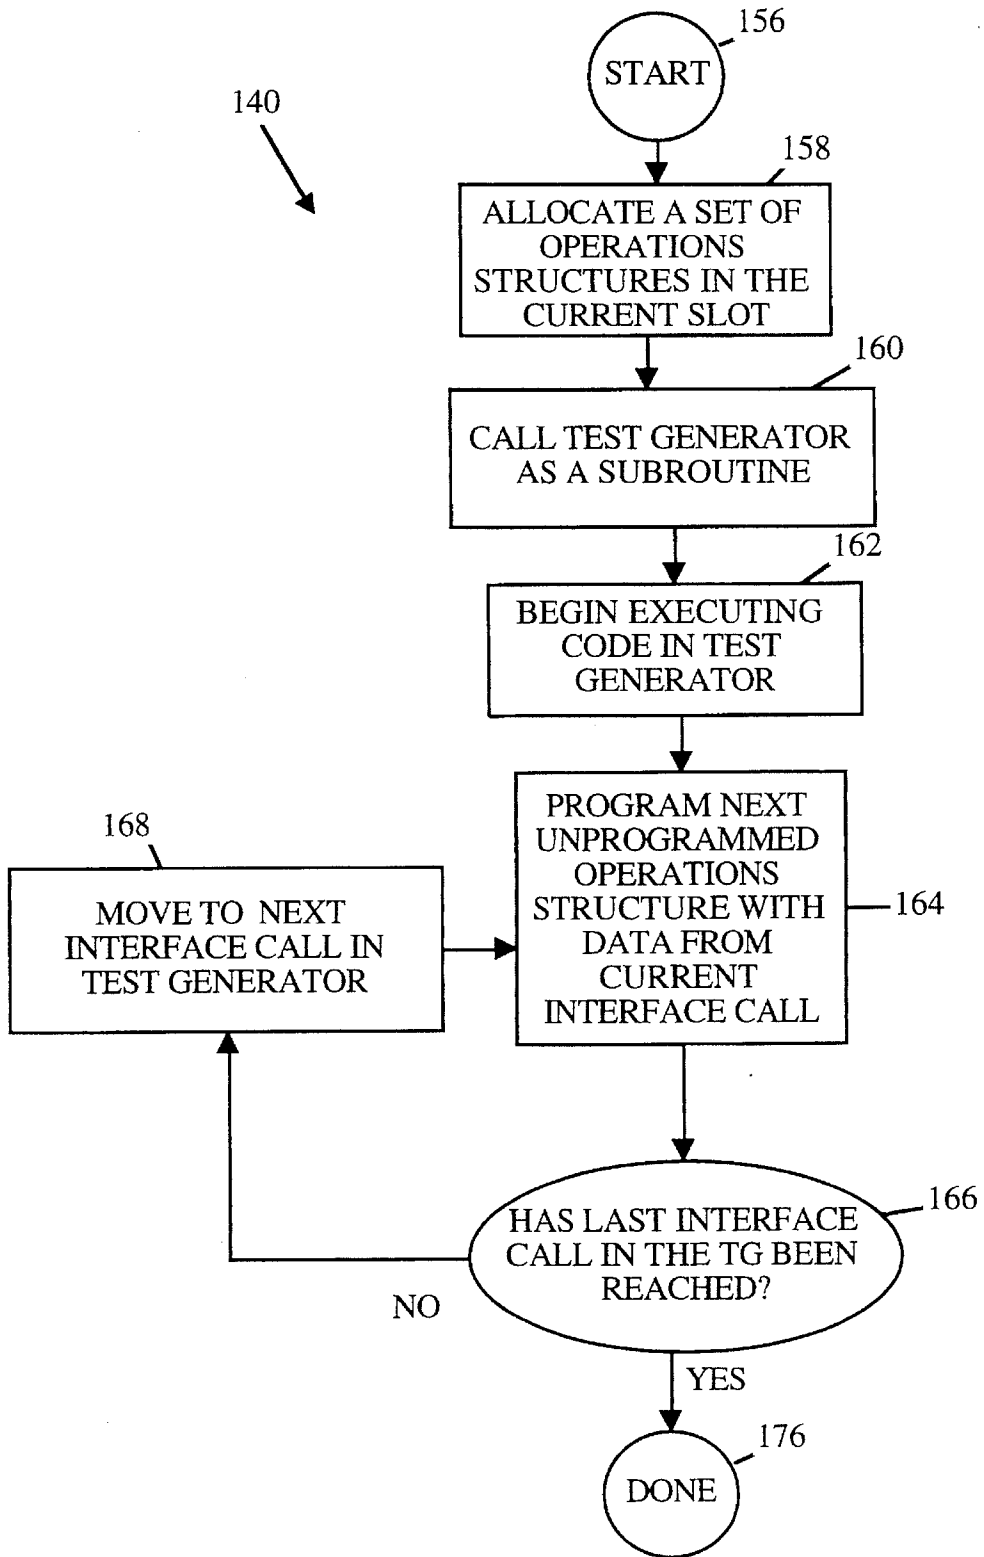 156
START
140
158
ALLOCATE A SET OF
OPERATIONS
STRUCTURES IN THE
CURRENT SLOT
160
CALL TEST GENERATOR
AS A SUBROUTINE
162
BEGIN EXECUTING
CODE IN TEST
GENERATOR
168
MOVE TO NEXT
INTERFACE CALL IN
TEST GENERATOR
PROGRAM NEXT
UNPROGRAMMED
OPERATIONS
STRUCTURE WITH
DATA FROM
CURRENT
INTERFACE CALL
164
HAS LAST INTERFACE
CALL IN THE TG BEEN
REACHED?
166
NO
YES
176
DONE